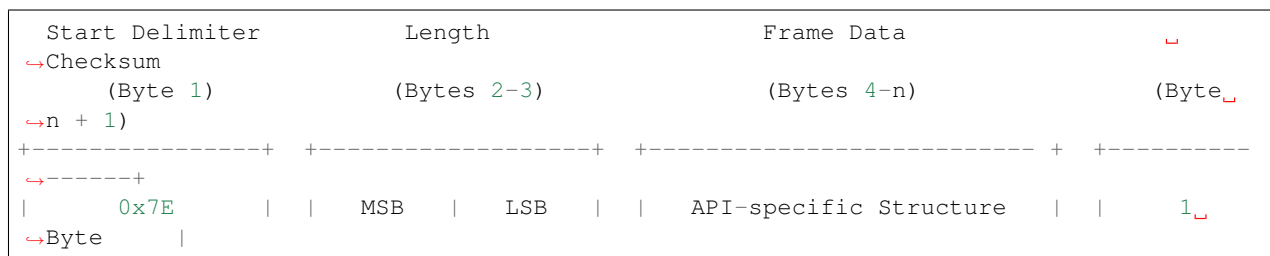 Start Delimiter          Length                   Frame Data                  ␣
↪Checksum
      (Byte 1)            (Bytes 2-3)               (Bytes 4-n)                (Byte␣
↪n + 1)
+----------------+  +-------------------+  +--------------------------- +  +----------
↪------+
|      0x7E      |  |   MSB   |   LSB   |  |   API-specific Structure   |  |     1␣
↪Byte     |